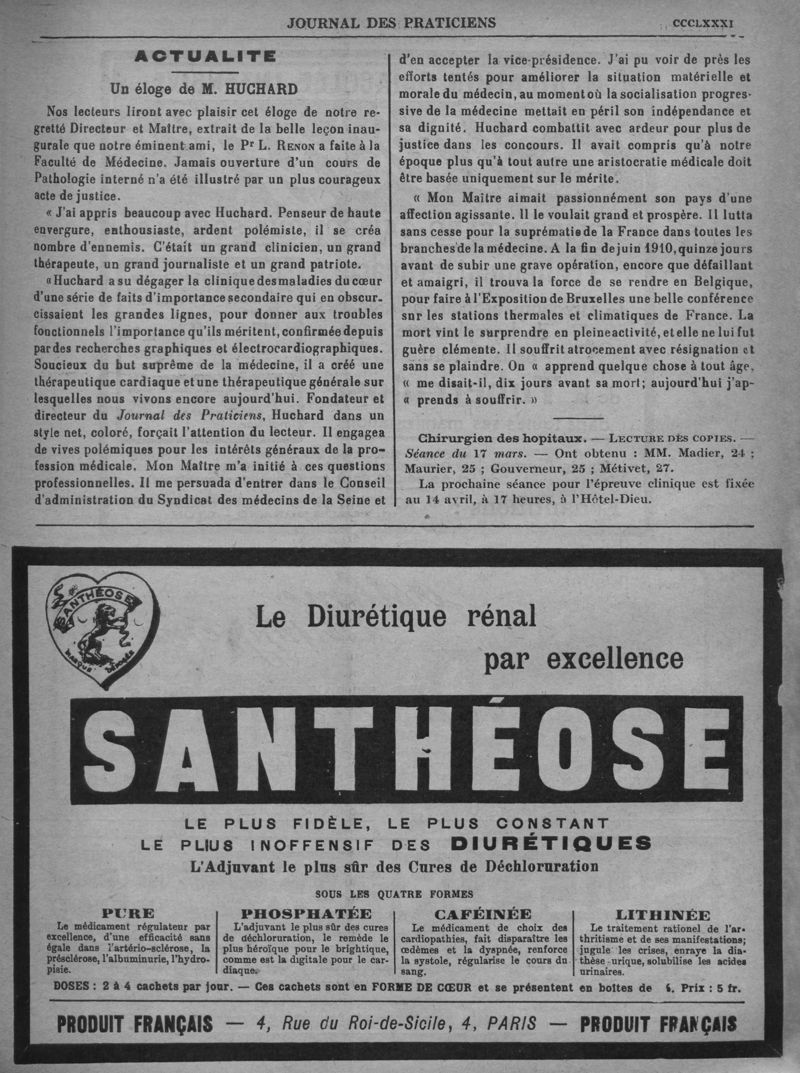 JOURNAL DES PRATICIENS
CCCLXXXI
ACTUALITE
Un éloge de M. HUCHARD
Nos lecteurs liront avec plaisir cet éloge de notre re-
gretté Directeur et Maître, extrait de la belle leçon inau-
gurale que notre éminent ami, le Pr L. RENON a faite à la
Faculté de Médecine. Jamais ouverture d'un cours de
Pathologie interné n'a été illustré par un plus courageux
acte de justice.
« J'ai appris beaucoup avec Huchard. Penseur de haute
envergure, enthousiaste, ardent polémiste, il se créa
nombre d'ennemis. C'était un grand clinicien, un grand
thérapeute, un grand journaliste et un grand patriote.
« Huchard a su dégager la clinique des maladies du cœur
d'une série de faits d'importance secondaire qui en obscur-
cissaient les grandes lignes, pour donner aux troubles
fonctionnels l'importance qu'ils méritent, confirmée depuis
par des recherches graphiques et électrocardiographiques.
Soucieux du but suprême de la médecine, il a créé une
thérapeutique cardiaque et une thérapeutique générale sur
lesquelles nous vivons encore aujourd'hui. Fondateur et
directeur du Journal des Praticiens, Huchard dans un
style net, coloré, forçait l'attention du lecteur. Il engagea
de vives polémiques pour les intérêts généraux de la pro-
fession médicale. Mon Maître m'a initié à ces questions
professionnelles. Il me persuada d'entrer dans le Conseil
d'administration du Syndicat des médecins de la Seine et
d'en accepter la vice-présidence. J'ai pu voir de près les
efforts tentés pour améliorer la situation matérielle et
morale du médecin, au moment où la socialisation progres-
sive de la médecine mettait en péril son indépendance et
sa dignité. Huchard combattit avec ardeur pour plus de
justice dans les concours. Il avait compris qu'à notre
époque plus qu'à tout autre une aristocratie médicale doit
être basée uniquement sur le mérite.
« Mon Maître aimait passionnément son pays d'une
affection agissante. Il le voulait grand et prospère. Il lutta
sans cesse pour la suprématie de la France dans toutes les
branches de la médecine. A la fin de juin 1910, quinze jours
avant de subir une grave opération, encore que défaillant
et amaigri, il trouva la force de se rendre en Belgique,
pour faire à l'Exposition de Bruxelles une belle conférence
snr les stations thermales et climatiques de France. La
mort vint le surprendre en pleine activité, et elle ne lui fut
guère clémente. Il souffrit atrocement avec résignation et
sans se plaindre. On « apprend quelque chose à tout âge,
« me disait-il, dix jours avant sa mort; aujourd'hui j'ap-
« prends à souffrir. »
Chirurgien des hopitaux. — LECTURE DÈS COPIES. —
Séance du 17 mars. — Ont obtenu : MM. Madier, 24 ;
Maurier, 25 ; Gouverneur, 25 ; Métivet, 27.
La prochaine séance pour l'épreuve clinique est fixée
au 14 avril, à 17 heures, à l'Hôtel-Dieu.
SANTHÉOSE
MARQUE DÉPOSÉE
Le Diurétique rénal
par excellence
SANTHÉOSE
LE PLUS FIDÈLE, LE PLUS CONSTANT
LE PLUS INOFFENSIF DES DIURÉTIQUES
L'Adjuvant le plus sûr des Cures de Déchloruration
SOUS LES QUATRE FORMES
PURE
Le médicament régulateur par
excellence, d'une efficacité sans
égale dans l'artério-sclérose, la
présclérose, l'albuminurie, l'hydro-
pisie.
PHOSPHATÉE
L'adjuvant le plus sûr des cures
de déchloruration, le remède le
plus héroïque pour le brightique,
comme est la digitale pour le car-
diaque.
CAFÉINÉE
Le médicament de choix des
cardiopathies, fait disparaître les
œdèmes et la dyspnée, renforce
la systole, régularise le cours du
sang.
LITHINÉE
Le traitement rationel de l'ar-
thritisme et de ses manifestations;
jugule les crises, enraye la dia-
thèse urique, solubilise les acides
urinaires.
DOSES : 2 à 4 cachets par jour. — Ces cachets sont en FORME DE CŒUR et se présentent en boîtes de Prix : 5 fr.
PRODUIT FRANÇAIS — 4, Rue du Roi-de-Sicile, 4, PARIS — PRODUIT FRANÇAIS